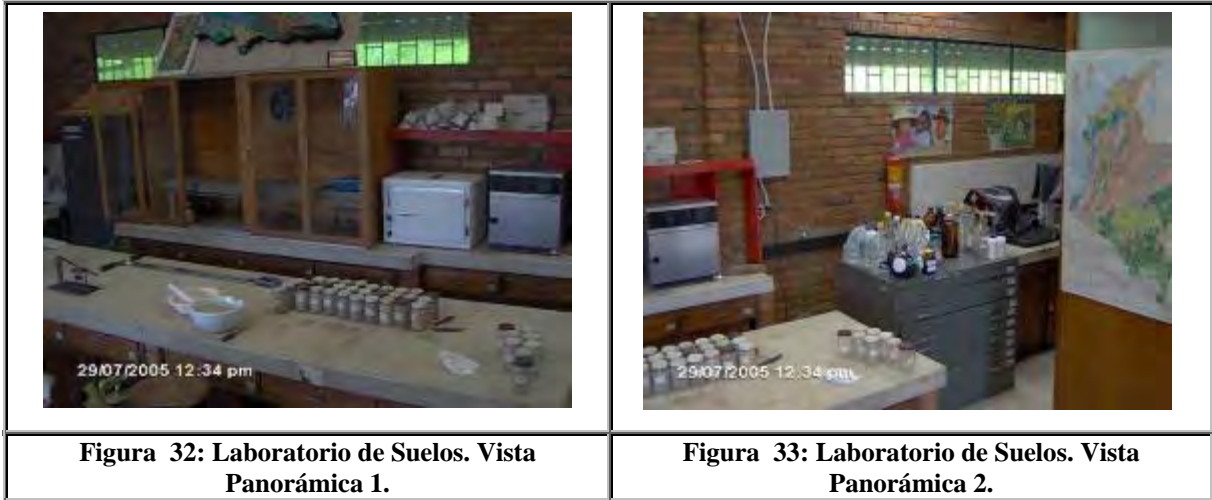 29/07/2005 12:34 pm
29/07/2005 12:34 pm
Figura 32: Laboratorio de Suelos. Vista
Panorámica 1.
Figura 33: Laboratorio de Suelos. Vista
Panorámica 2.